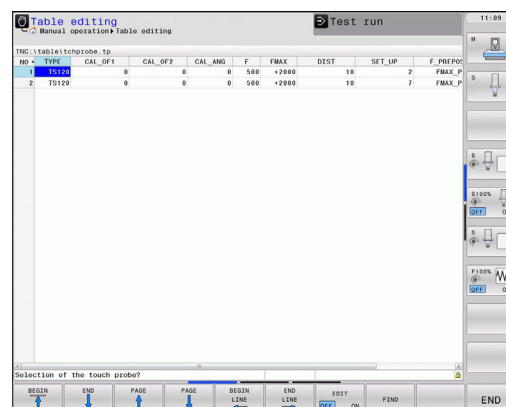 Table editing
Test run
11:09
Manual operation▸Table editing
TNC:\table\tchprobe.tp
NO TYPE CAL_OF1 CAL_OF2 CAL_ANG F FMAX DIST SET_UP F_PREPOS
1 TS120 0 0 0 500 +2000 10 2 FMAX_P
2 TS120 0 0 0 500 +2000 10 7 FMAX_P
M
S
S
S100%
OFF
S
F100%
OFF
Selection of the touch probe?
BEGIN
END
PAGE
PAGE
BEGIN LINE
END LINE
EDIT
OFF ON
FIND
END